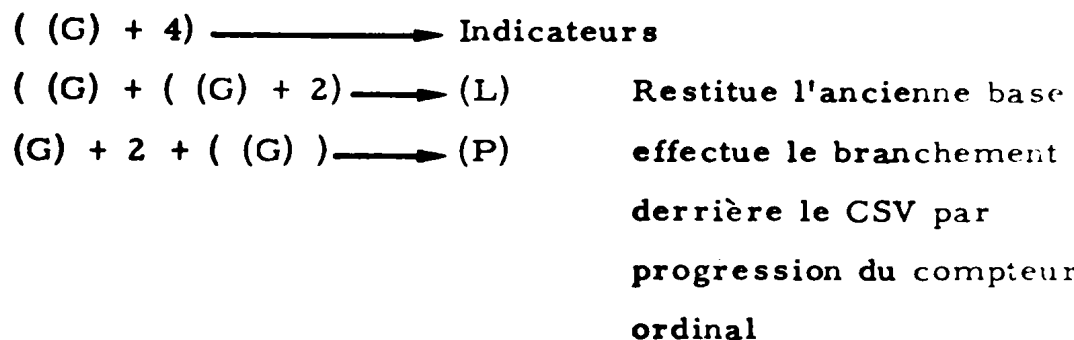 ( (G) + 4) ⟶ Indicateurs
( (G) + ( (G) + 2) ⟶ (L) Restitue l'ancienne base
(G) + 2 + ( (G) ) ⟶ (P) effectue le branchement
derrière le CSV par
progression du compteur
ordinal